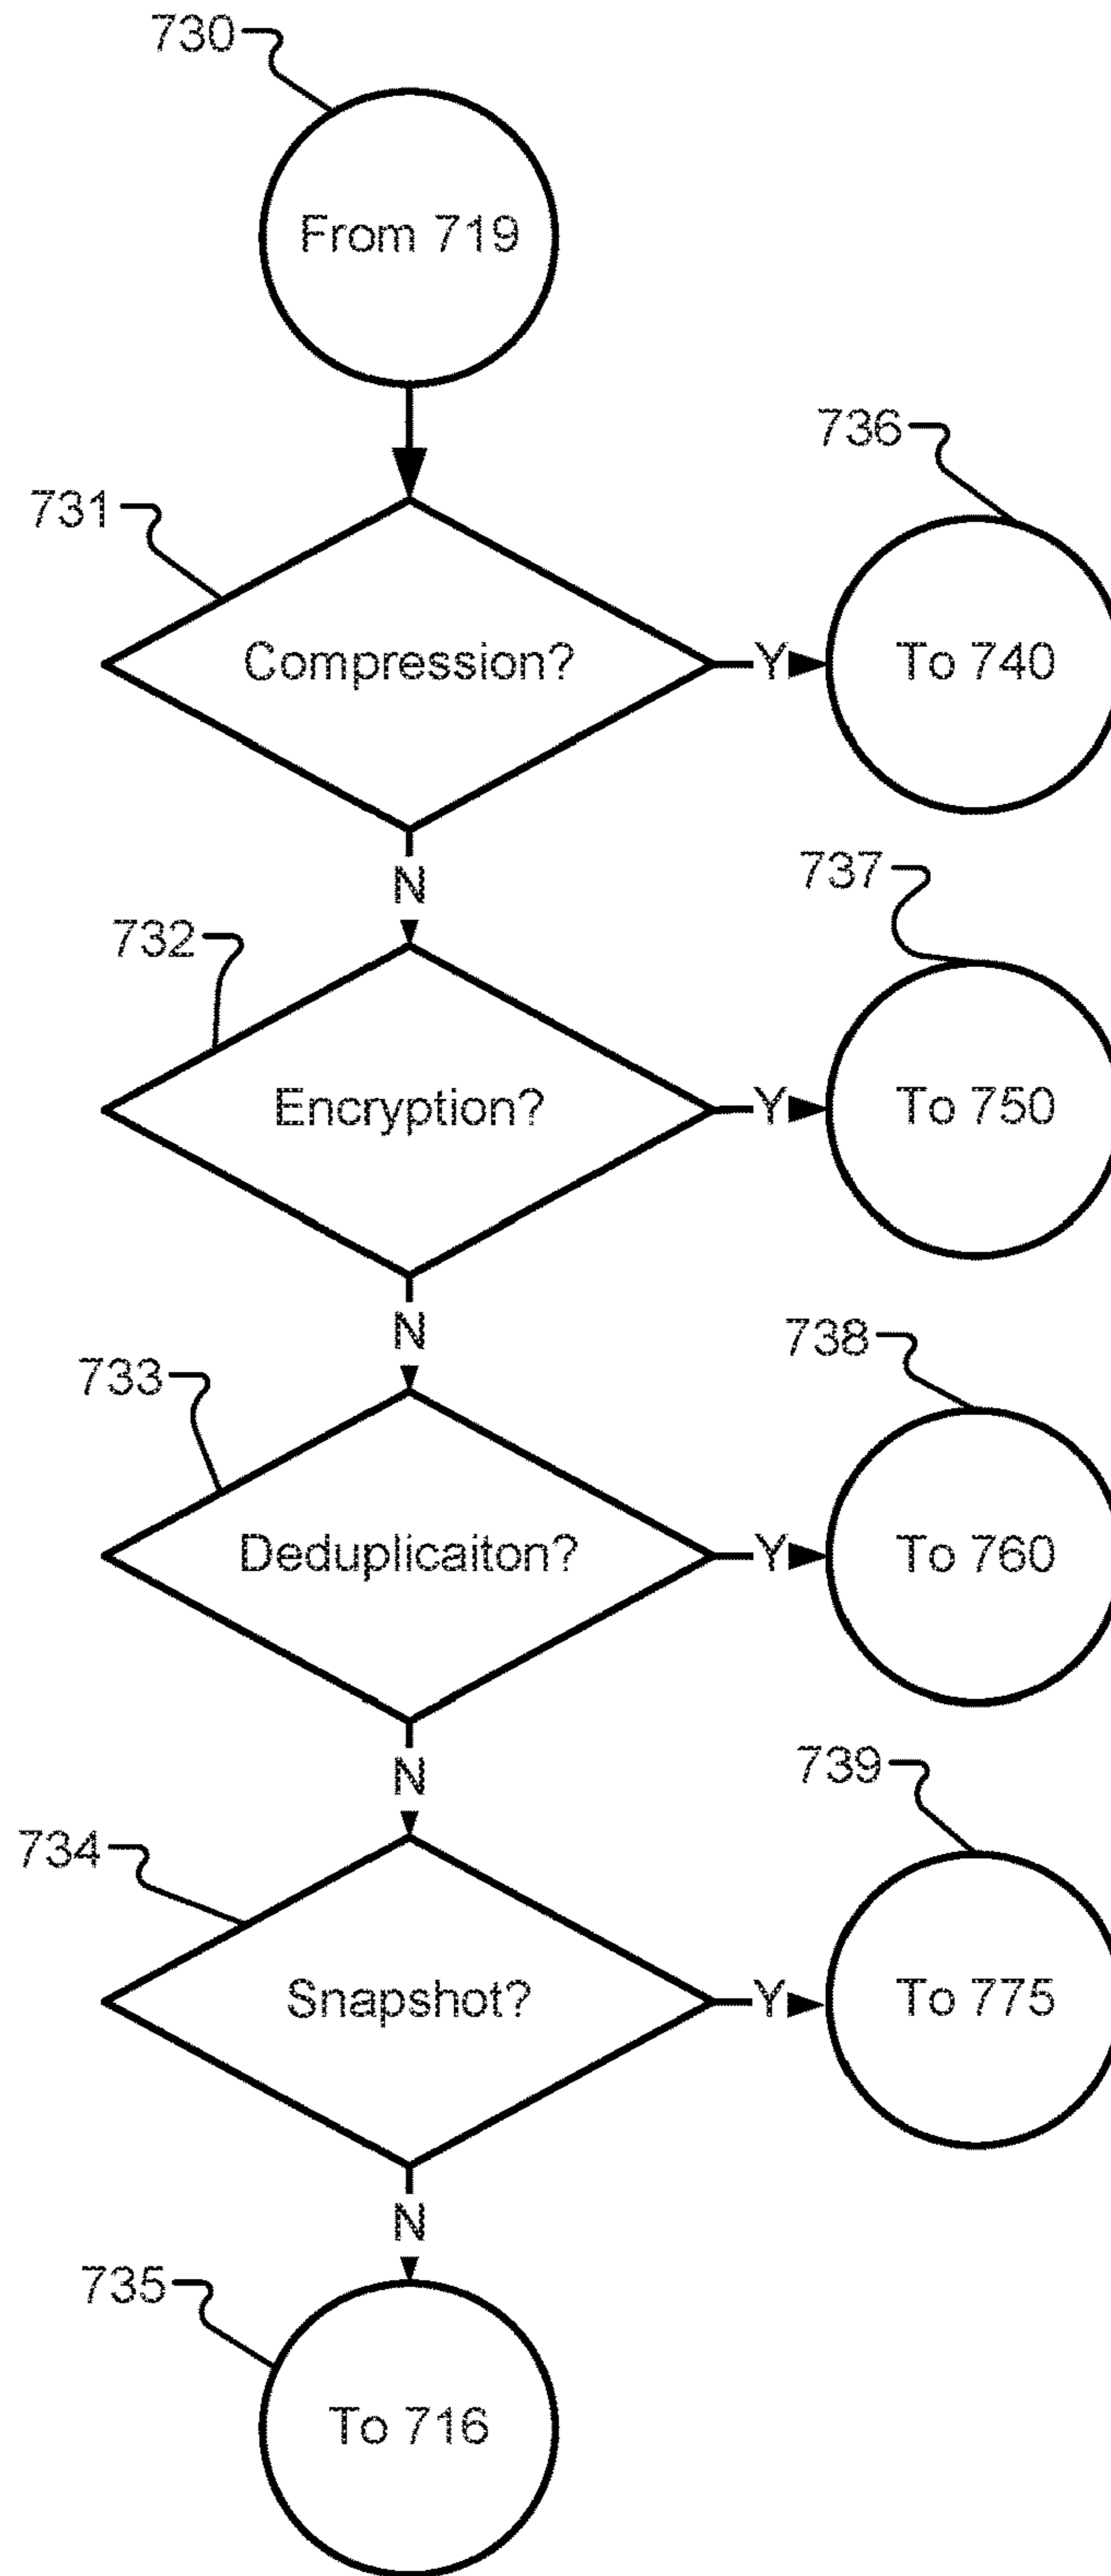 730
From 719
736
731
Compression?
Y
To 740
N
737
732
Encryption?
Y
To 750
N
738
733
Deduplicaiton?
Y
To 760
N
739
734
Snapshot?
Y
To 775
N
735
To 716